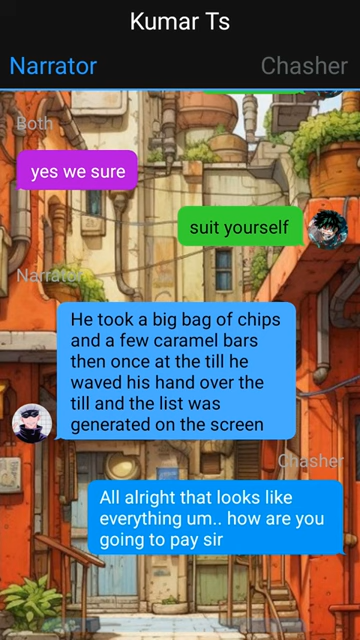 Kumar Ts
Narrator
Chasher
Both
yes we sure
suit yourself
Narrator
He took a big bag of chips
and a few caramel bars
then once at the till he
waved his hand over the
till and the list was
generated on the screen
Chasher
All alright that looks like
everything um.. how are you
going to pay sir